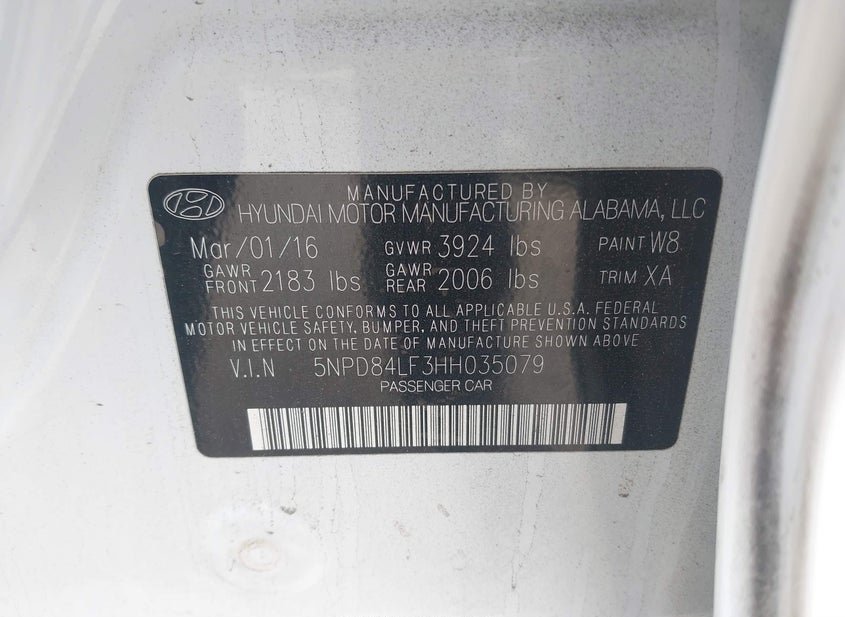 MANUFACTURED BY
HYUNDAI MOTOR MANUFACTURING ALABAMA, LLC
Mar/01/16 GVWR 3924 lbs PAINT W8
GAWR FRONT 2183 lbs GAWR REAR 2006 lbs TRIM XA
THIS VEHICLE CONFORMS TO ALL APPLICABLE U.S.A. FEDERAL
MOTOR VEHICLE SAFETY, BUMPER, AND THEFT PREVENTION STANDARDS
IN EFFECT ON THE DATE OF MANUFACTURE SHOWN ABOVE
V.I.N 5NPD84LF3HH035079
PASSENGER CAR